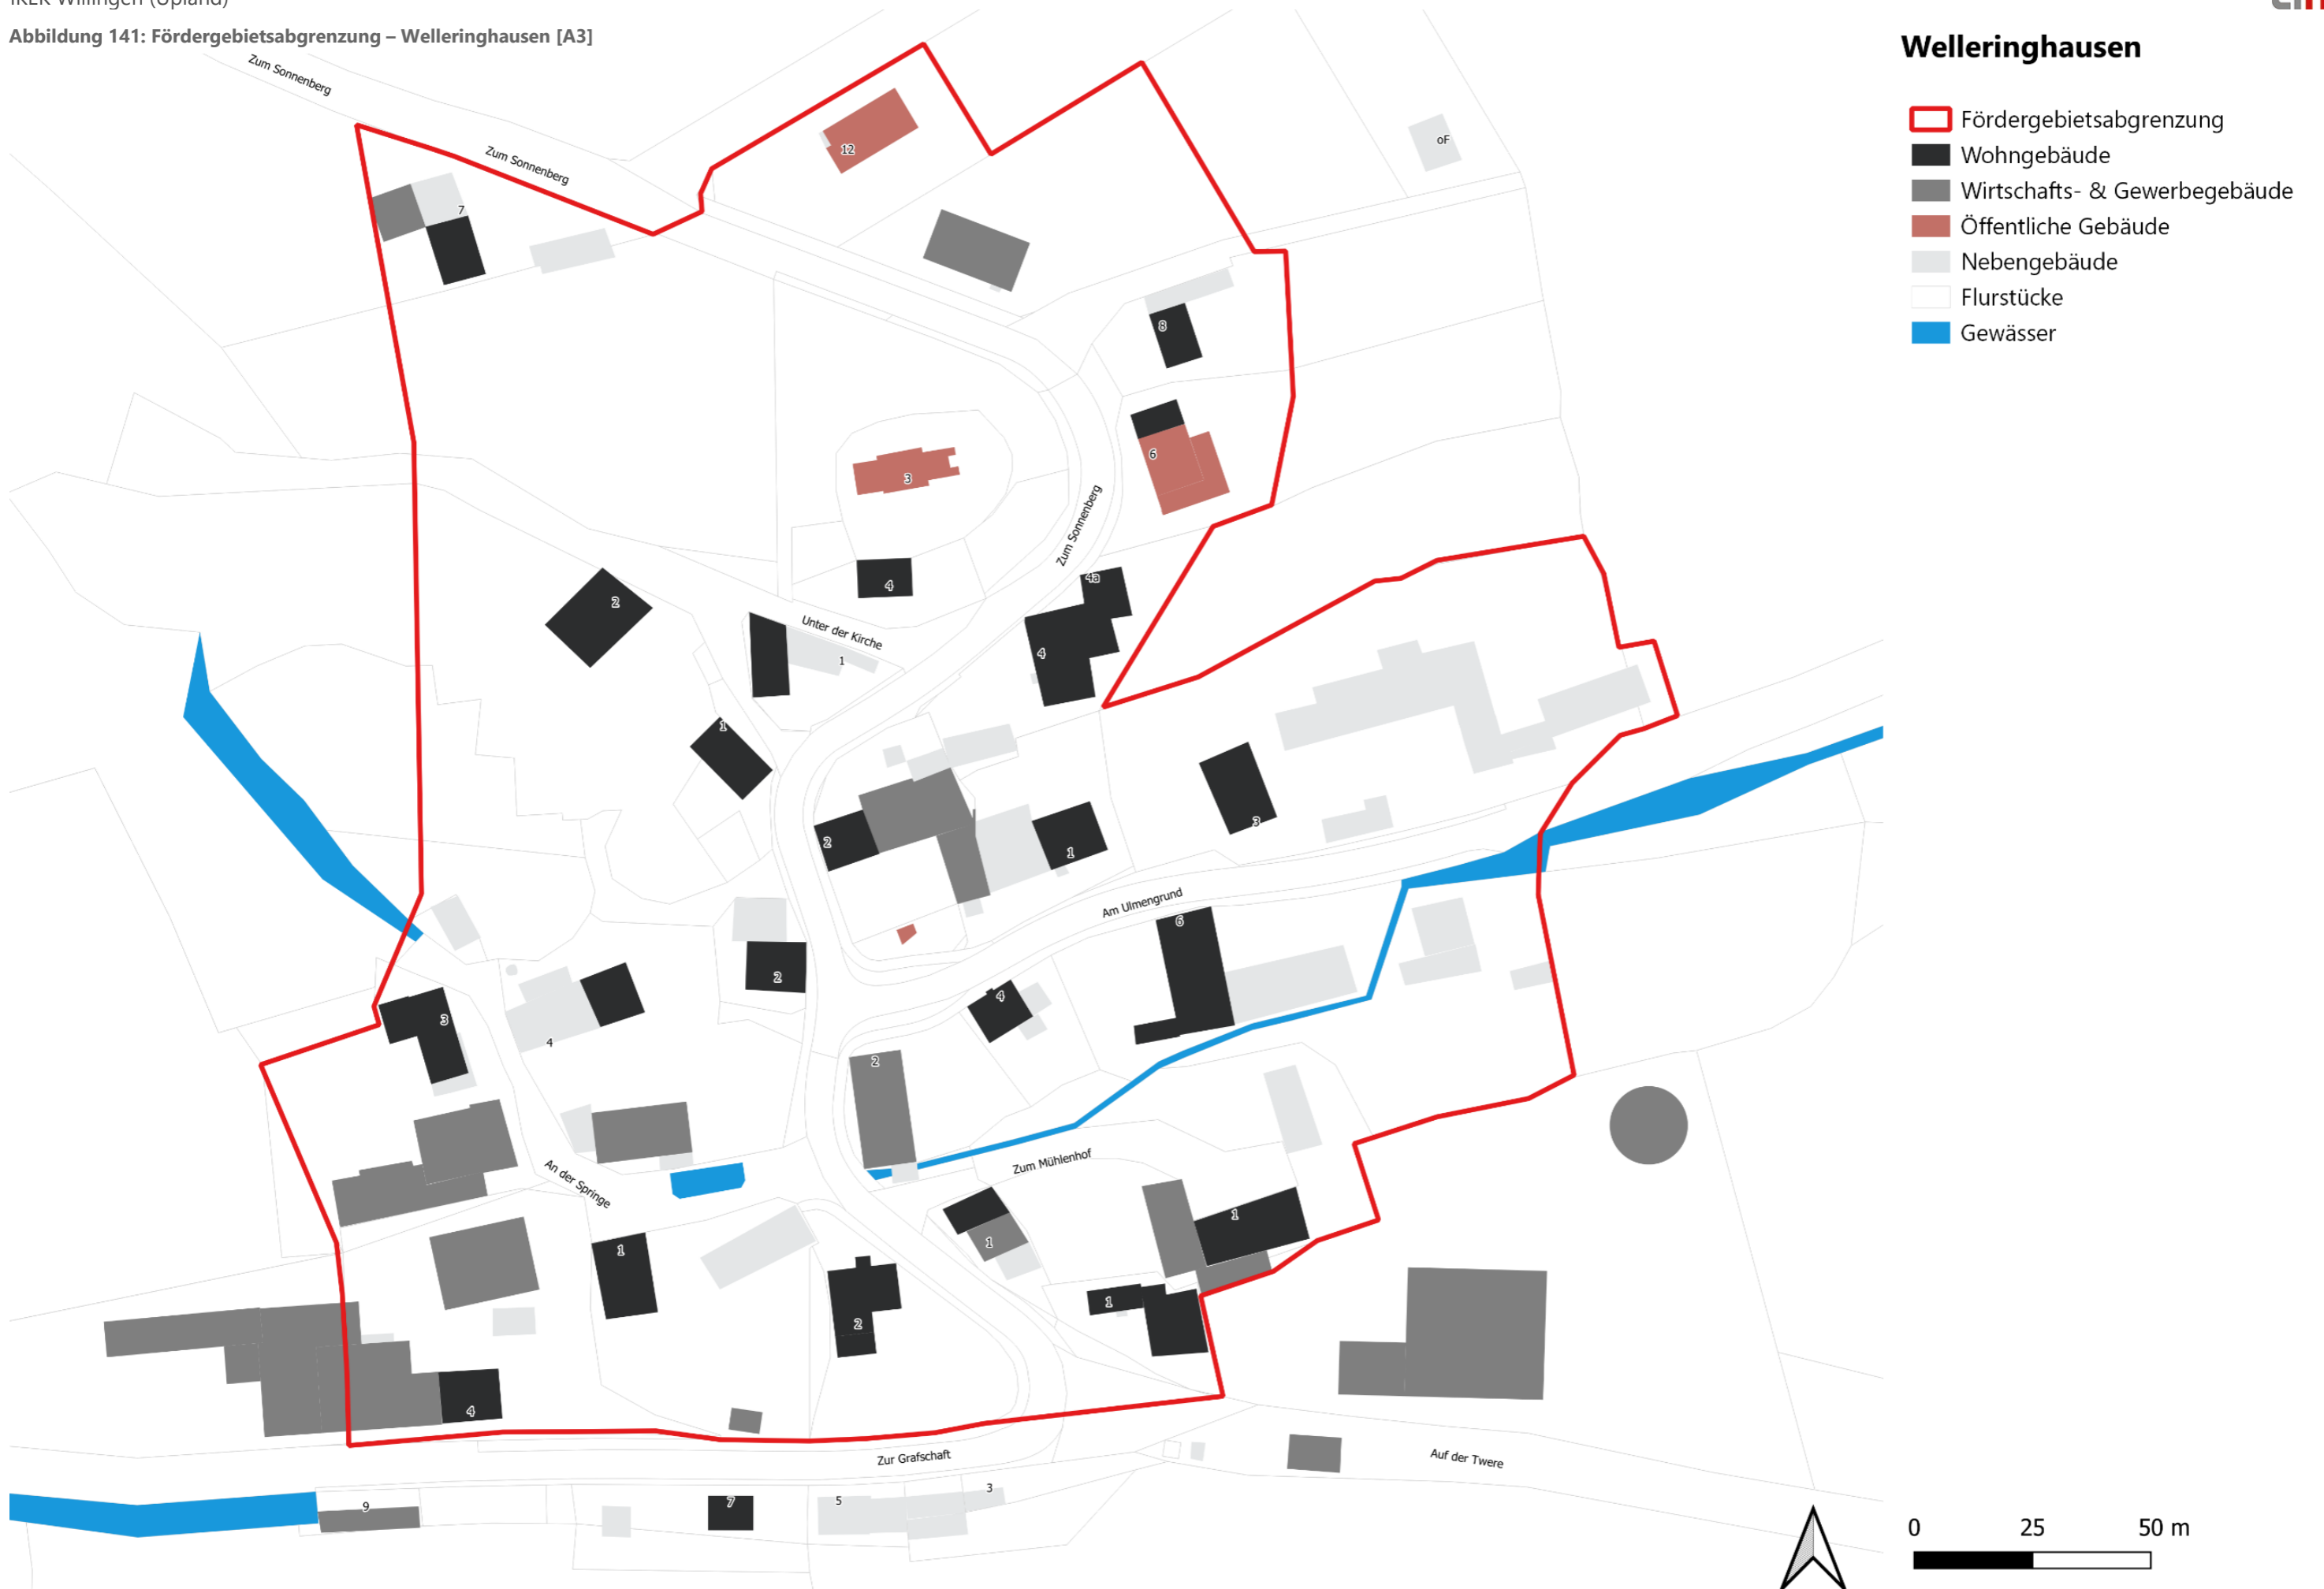 IKEK Willingen (Upland)
Abbildung 141: Fördergebietsabgrenzung – Welleringhausen [A3]
Welleringhausen
Fördergebietsabgrenzung
Wohngebäude
Wirtschafts- & Gewerbegebäude
Öffentliche Gebäude
Nebengebäude
Flurstücke
Gewässer
Zum Sonnenberg
Zum Sonnenberg
12
oF
7
8
6
3
Zum Sonnenberg
4
4a
2
Unter der Kirche
1
4
1
3
2
1
Am Ulmengrund
6
2
4
3
4
2
Zum Mühlenhof
An der Springe
1
1
1
2
1
4
Zur Grafschaft
Auf der Twere
9
7
5
3
0 25 50 m